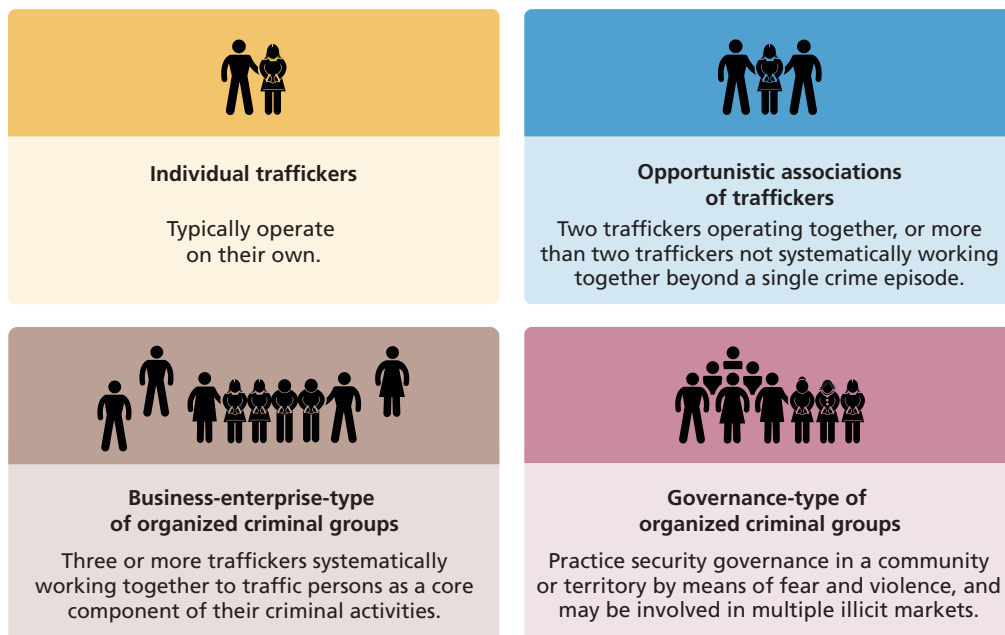 Individual traffickers
Typically operate
on their own.
Opportunistic associations
of traffickers
Two traffickers operating together, or more
than two traffickers not systematically working
together beyond a single crime episode.
Business-enterprise-type
of organized criminal groups
Three or more traffickers systematically
working together to traffic persons as a core
component of their criminal activities.
Governance-type of
organized criminal groups
Practice security governance in a community
or territory by means of fear and violence, and
may be involved in multiple illicit markets.